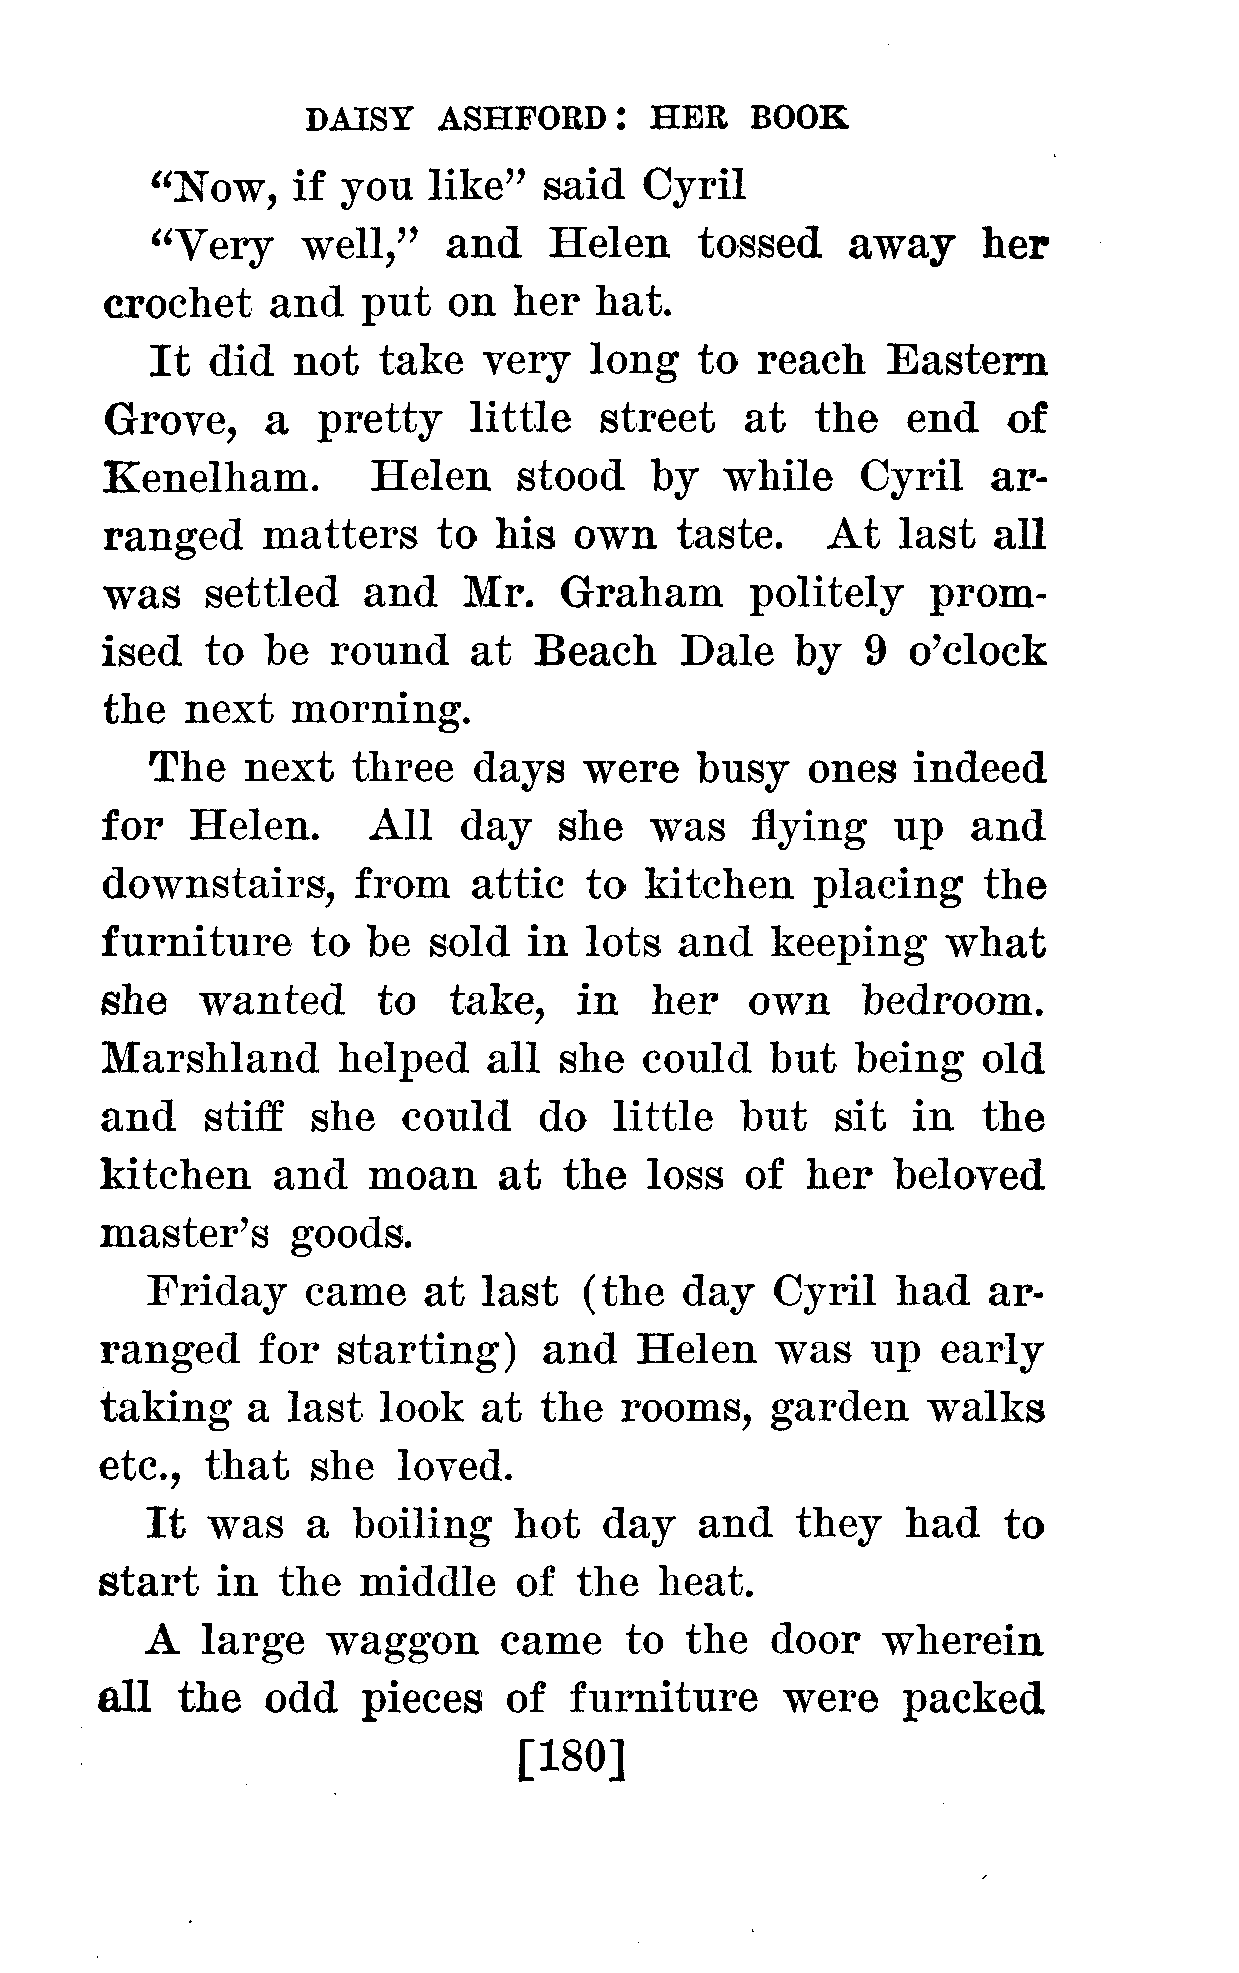 DAISY ASHFORD: HER BOOK
“Now, if you like” said Cyril
“Very well,” and Helen tossed away her
crochet and put on her hat.
It did not take very long to reach Eastern
Grove, a pretty little street at the end of
Kenelham. Helen stood by while Cyril ar-
ranged matters to his own taste. At last all
was settled and Mr. Graham politely prom-
ised to be round at Beach Dale by 9 o’clock
the next morning.
The next three days were busy ones indeed
for Helen. All day she was flying up and
downstairs, from attic to kitchen placing the
furniture to be sold in lots and keeping what
she wanted to take, in her own bedroom.
Marshland helped all she could but being old
and stiff she could do little but sit in the
kitchen and moan at the loss of her beloved
master’s goods.
Friday came at last (the day Cyril had ar-
ranged for starting) and Helen was up early
taking a last look at the rooms, garden walks
etc., that she loved.
It was a boiling hot day and they had to
start in the middle of the heat.
A large waggon came to the door wherein
all the odd pieces of furniture were packed
[180]